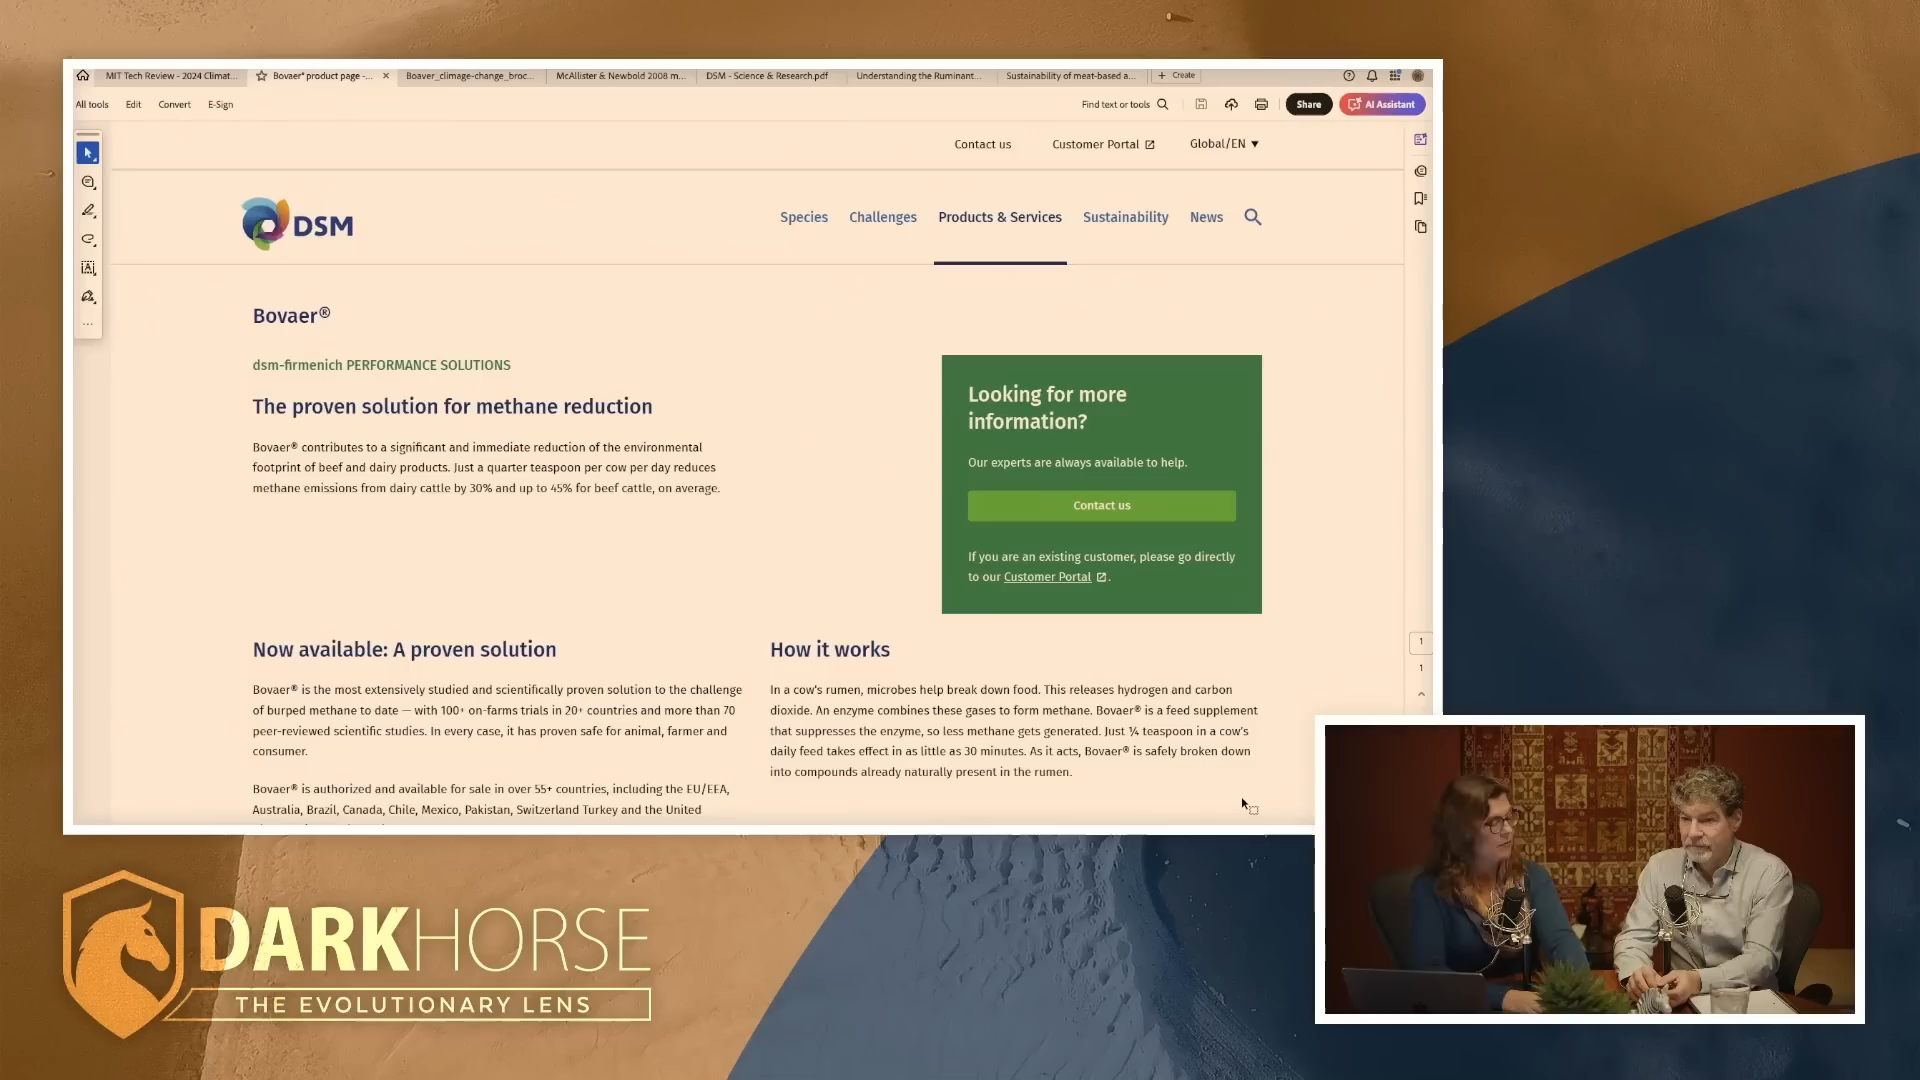 MIT Tech Review - 2024 Climat...
Bovaer® product page -...
Boaver_climage-change_broc...
McAllister & Newbold 2008 m...
DSM - Science & Research.pdf
Understanding the Ruminant...
Sustainability of meat-based a...
+ Create
All tools
Edit
Convert
E-Sign
Find text or tools
Share
AI Assistant
Contact us
Customer Portal
Global/EN
DSM
Species
Challenges
Products & Services
Sustainability
News
Bovaer®
dsm-firmenich PERFORMANCE SOLUTIONS
The proven solution for methane reduction
Bovaer® contributes to a significant and immediate reduction of the environmental
footprint of beef and dairy products. Just a quarter teaspoon per cow per day reduces
methane emissions from dairy cattle by 30% and up to 45% for beef cattle, on average.
Looking for more
information?
Our experts are always available to help.
Contact us
If you are an existing customer, please go directly
to our Customer Portal .
Now available: A proven solution
Bovaer® is the most extensively studied and scientifically proven solution to the challenge
of burped methane to date — with 100+ on-farms trials in 20+ countries and more than 70
peer-reviewed scientific studies. In every case, it has proven safe for animal, farmer and
consumer.
Bovaer® is authorized and available for sale in over 55+ countries, including the EU/EEA,
Australia, Brazil, Canada, Chile, Mexico, Pakistan, Switzerland Turkey and the United
How it works
In a cow's rumen, microbes help break down food. This releases hydrogen and carbon
dioxide. An enzyme combines these gases to form methane. Bovaer® is a feed supplement
that suppresses the enzyme, so less methane gets generated. Just ¼ teaspoon in a cow's
daily feed takes effect in as little as 30 minutes. As it acts, Bovaer® is safely broken down
into compounds already naturally present in the rumen.
1
1
DARKHORSE
THE EVOLUTIONARY LENS